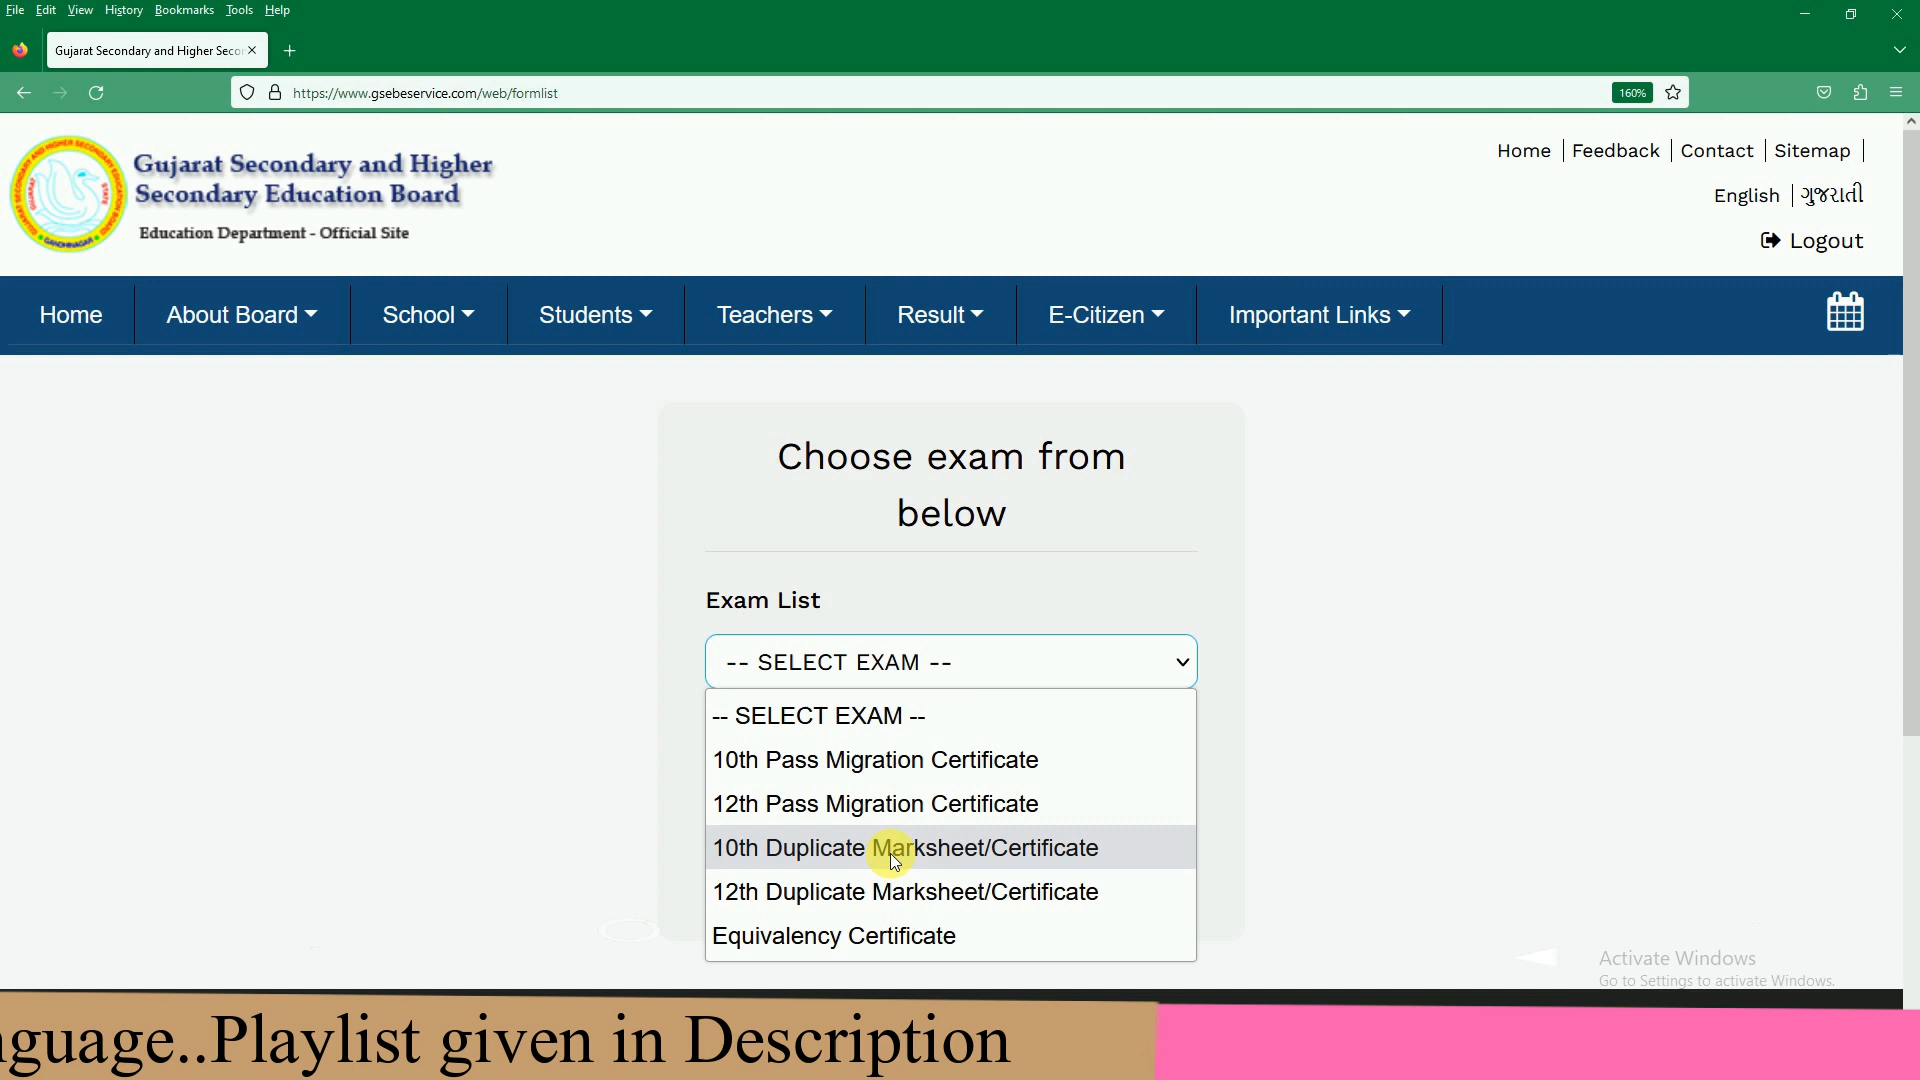 File Edit View History Bookmarks Tools Help
Gujarat Secondary and Higher Secon
https://www.gsebeservice.com/web/formlist
160%
Gujarat Secondary and Higher
Secondary Education Board
Education Department - Official Site
Home Feedback Contact Sitemap
English ગુજરાતી
Logout
Home About Board School Students Teachers Result E-Citizen Important Links
Choose exam from
below
Exam List
-- SELECT EXAM --
-- SELECT EXAM --
10th Pass Migration Certificate
12th Pass Migration Certificate
10th Duplicate Marksheet/Certificate
12th Duplicate Marksheet/Certificate
Equivalency Certificate
Activate Windows
Go to Settings to activate Windows.
nguage..Playlist given in Description